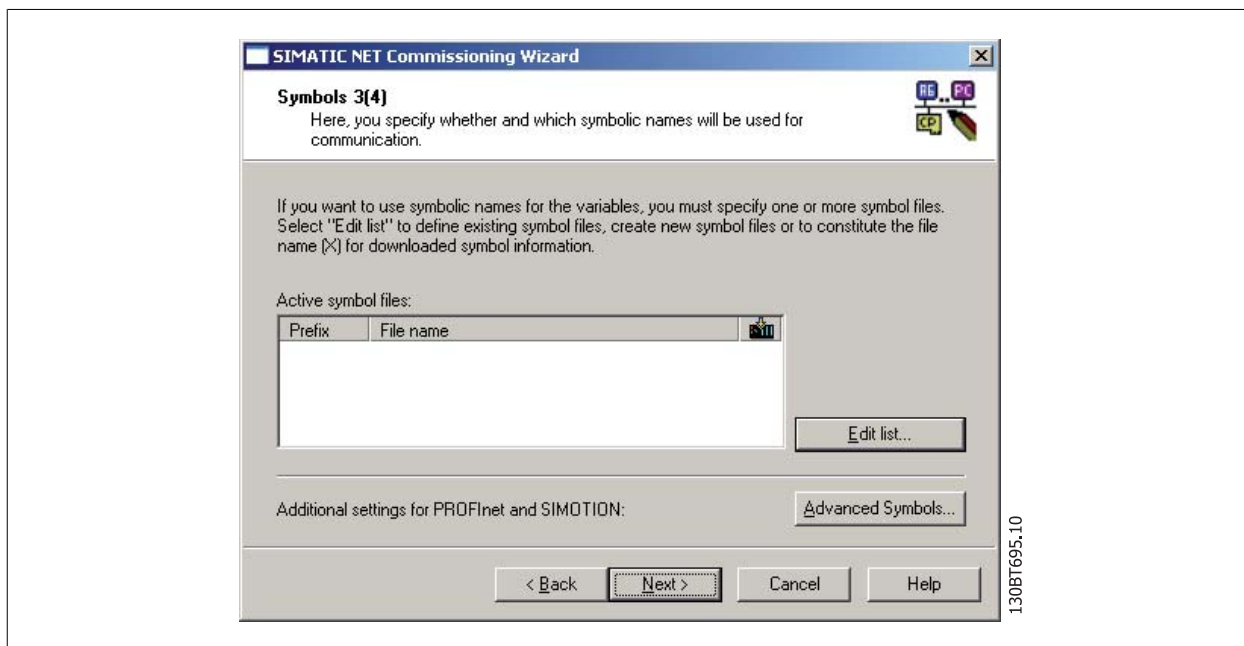 SIMATIC NET Commissioning Wizard
Symbols 3(4)
Here, you specify whether and which symbolic names will be used for
communication.
AG..PC
CP
If you want to use symbolic names for the variables, you must specify one or more symbol files.
Select "Edit list" to define existing symbol files, create new symbol files or to constitute the file
name (X) for downloaded symbol information.
Active symbol files:
Prefix File name
Edit list...
Additional settings for PROFInet and SIMOTION:
Advanced Symbols...
< Back Next > Cancel Help
130BT695.10